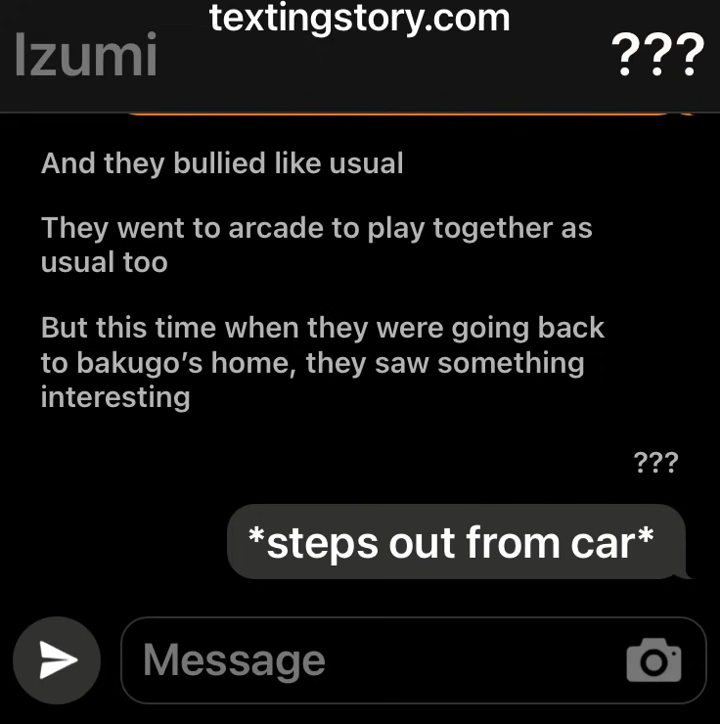 textingstory.com
Izumi
???
And they bullied like usual
They went to arcade to play together as
usual too
But this time when they were going back
to bakugo’s home, they saw something
interesting
???
*steps out from car*
Message